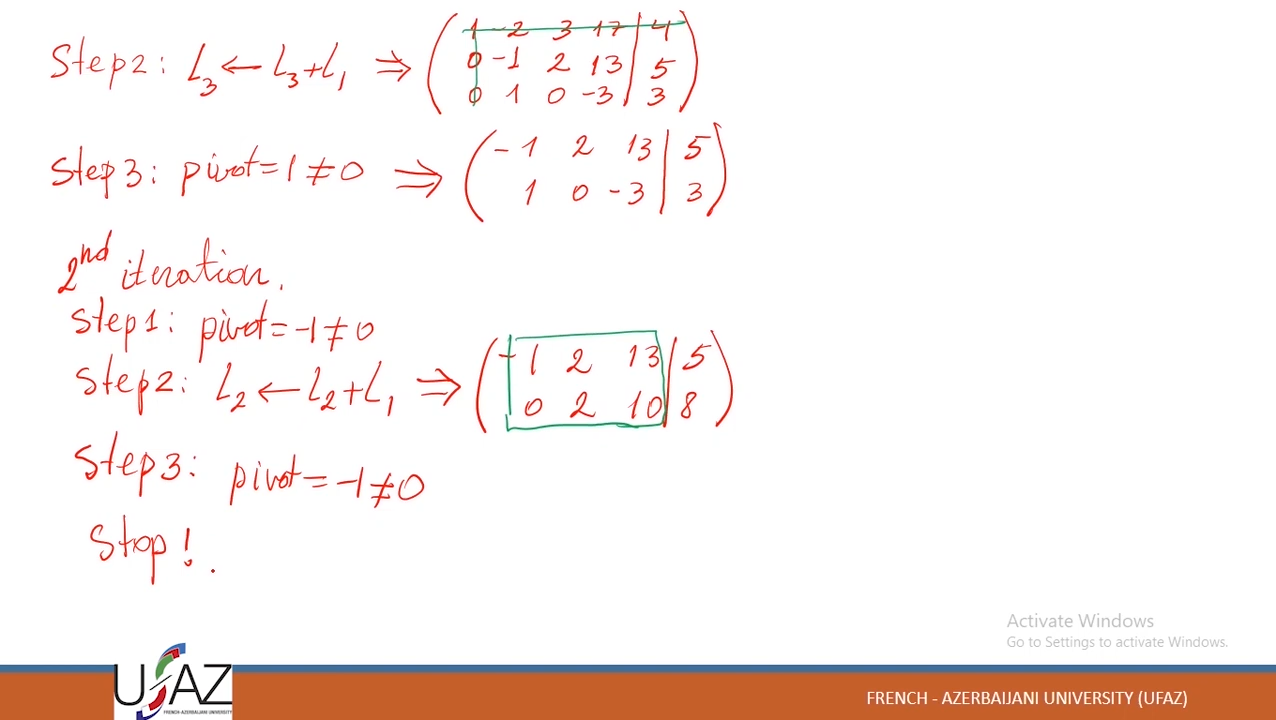 Step2: L3 ← L3+L1 ⇒ ( 1 -2 3 17 | 4
0 -1 2 13 | 5
0 1 0 -3 | 3 )
Step3: pivot=1≠0 ⇒ ( -1 2 13 | 5
1 0 -3 | 3 )
2nd iteration.
Step1: pivot=-1≠0
Step2: L2 ← L2+L1 ⇒ ( -1 2 13 | 5
0 2 10 | 8 )
Step3: pivot=-1≠0
Stop!
Activate Windows
Go to Settings to activate Windows.
UFAZ
FRENCH-AZERBAIJANI UNIVERSITY
FRENCH - AZERBAIJANI UNIVERSITY (UFAZ)